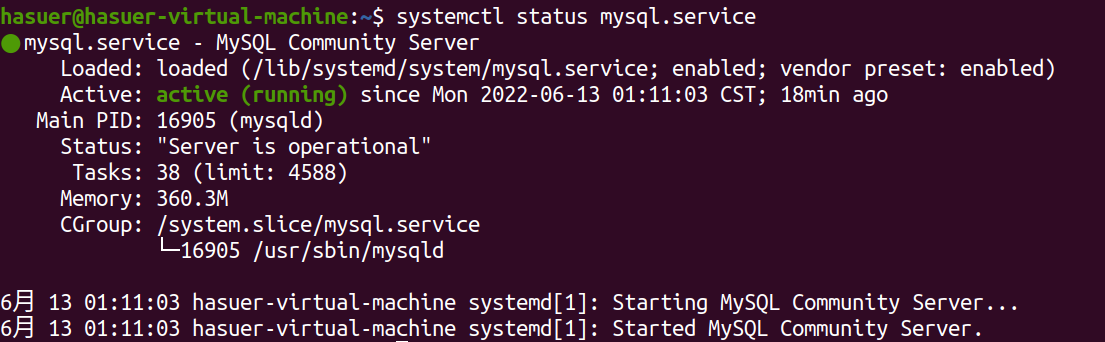 hasuer@hasuer-virtual-machine:~$ systemctl status mysql.service
● mysql.service - MySQL Community Server
Loaded: loaded (/lib/systemd/system/mysql.service; enabled; vendor preset: enabled)
Active: active (running) since Mon 2022-06-13 01:11:03 CST; 18min ago
Main PID: 16905 (mysqld)
Status: "Server is operational"
Tasks: 38 (limit: 4588)
Memory: 360.3M
CGroup: /system.slice/mysql.service
└─16905 /usr/sbin/mysqld
6月 13 01:11:03 hasuer-virtual-machine systemd[1]: Starting MySQL Community Server...
6月 13 01:11:03 hasuer-virtual-machine systemd[1]: Started MySQL Community Server.